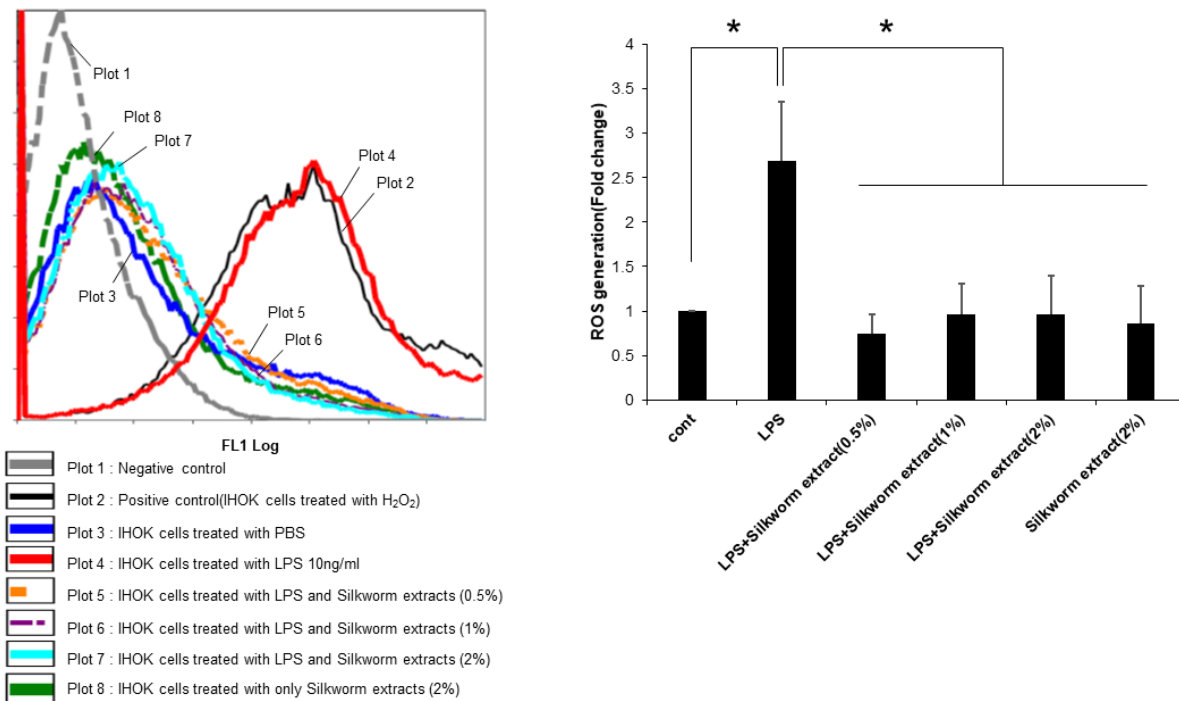 Plot 1
Plot 8
Plot 7
Plot 4
Plot 2
Plot 3
Plot 5
Plot 6
FL1 Log
Plot 1 : Negative control
Plot 2 : Positive control(IHOK cells treated with H₂O₂)
Plot 3 : IHOK cells treated with PBS
Plot 4 : IHOK cells treated with LPS 10ng/ml
Plot 5 : IHOK cells treated with LPS and Silkworm extracts (0.5%)
Plot 6 : IHOK cells treated with LPS and Silkworm extracts (1%)
Plot 7 : IHOK cells treated with LPS and Silkworm extracts (2%)
Plot 8 : IHOK cells treated with only Silkworm extracts (2%)
* *
ROS generation(Fold change)
4
3.5
3
2.5
2
1.5
1
0.5
0
cont
LPS
LPS+Silkworm extract(0.5%)
LPS+Silkworm extract(1%)
LPS+Silkworm extract(2%)
Silkworm extract(2%)